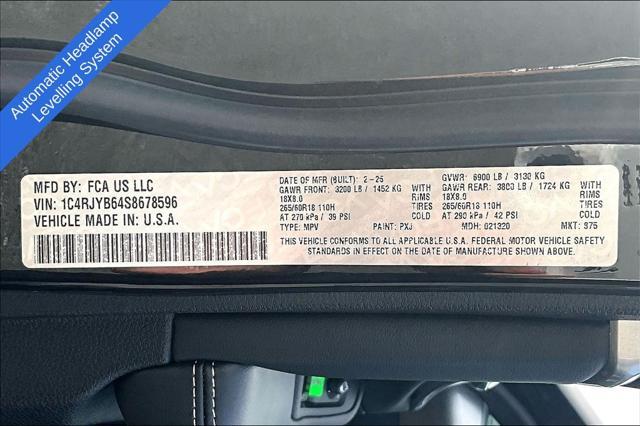 Automatic Headlamp
Levelling System
MFD BY: FCA US LLC
VIN: 1C4RJYB64S8678596
VEHICLE MADE IN U.S.A.
DATE OF MFR (BUILT): 2-25
GAWR FRONT: 3200 LB / 1452 KG WITH
18X8.0 RIMS
265/60R18 110H TIRES
AT 270 kPa / 39 PSI
TYPE: MPV PAINT: PXJ
GVWR: 6900 LB / 3130 KG
GAWR REAR: 3800 LB / 1724 KG WITH
18X8.0 RIMS
265/60R18 110H TIRES
AT 290 kPa / 42 PSI
MDH: 021320 MKT: 975
THIS VEHICLE CONFORMS TO ALL APPLICABLE U.S.A. FEDERAL MOTOR VEHICLE SAFETY
STANDARDS IN EFFECT ON THE DATE OF MANUFACTURE SHOWN ABOVE.